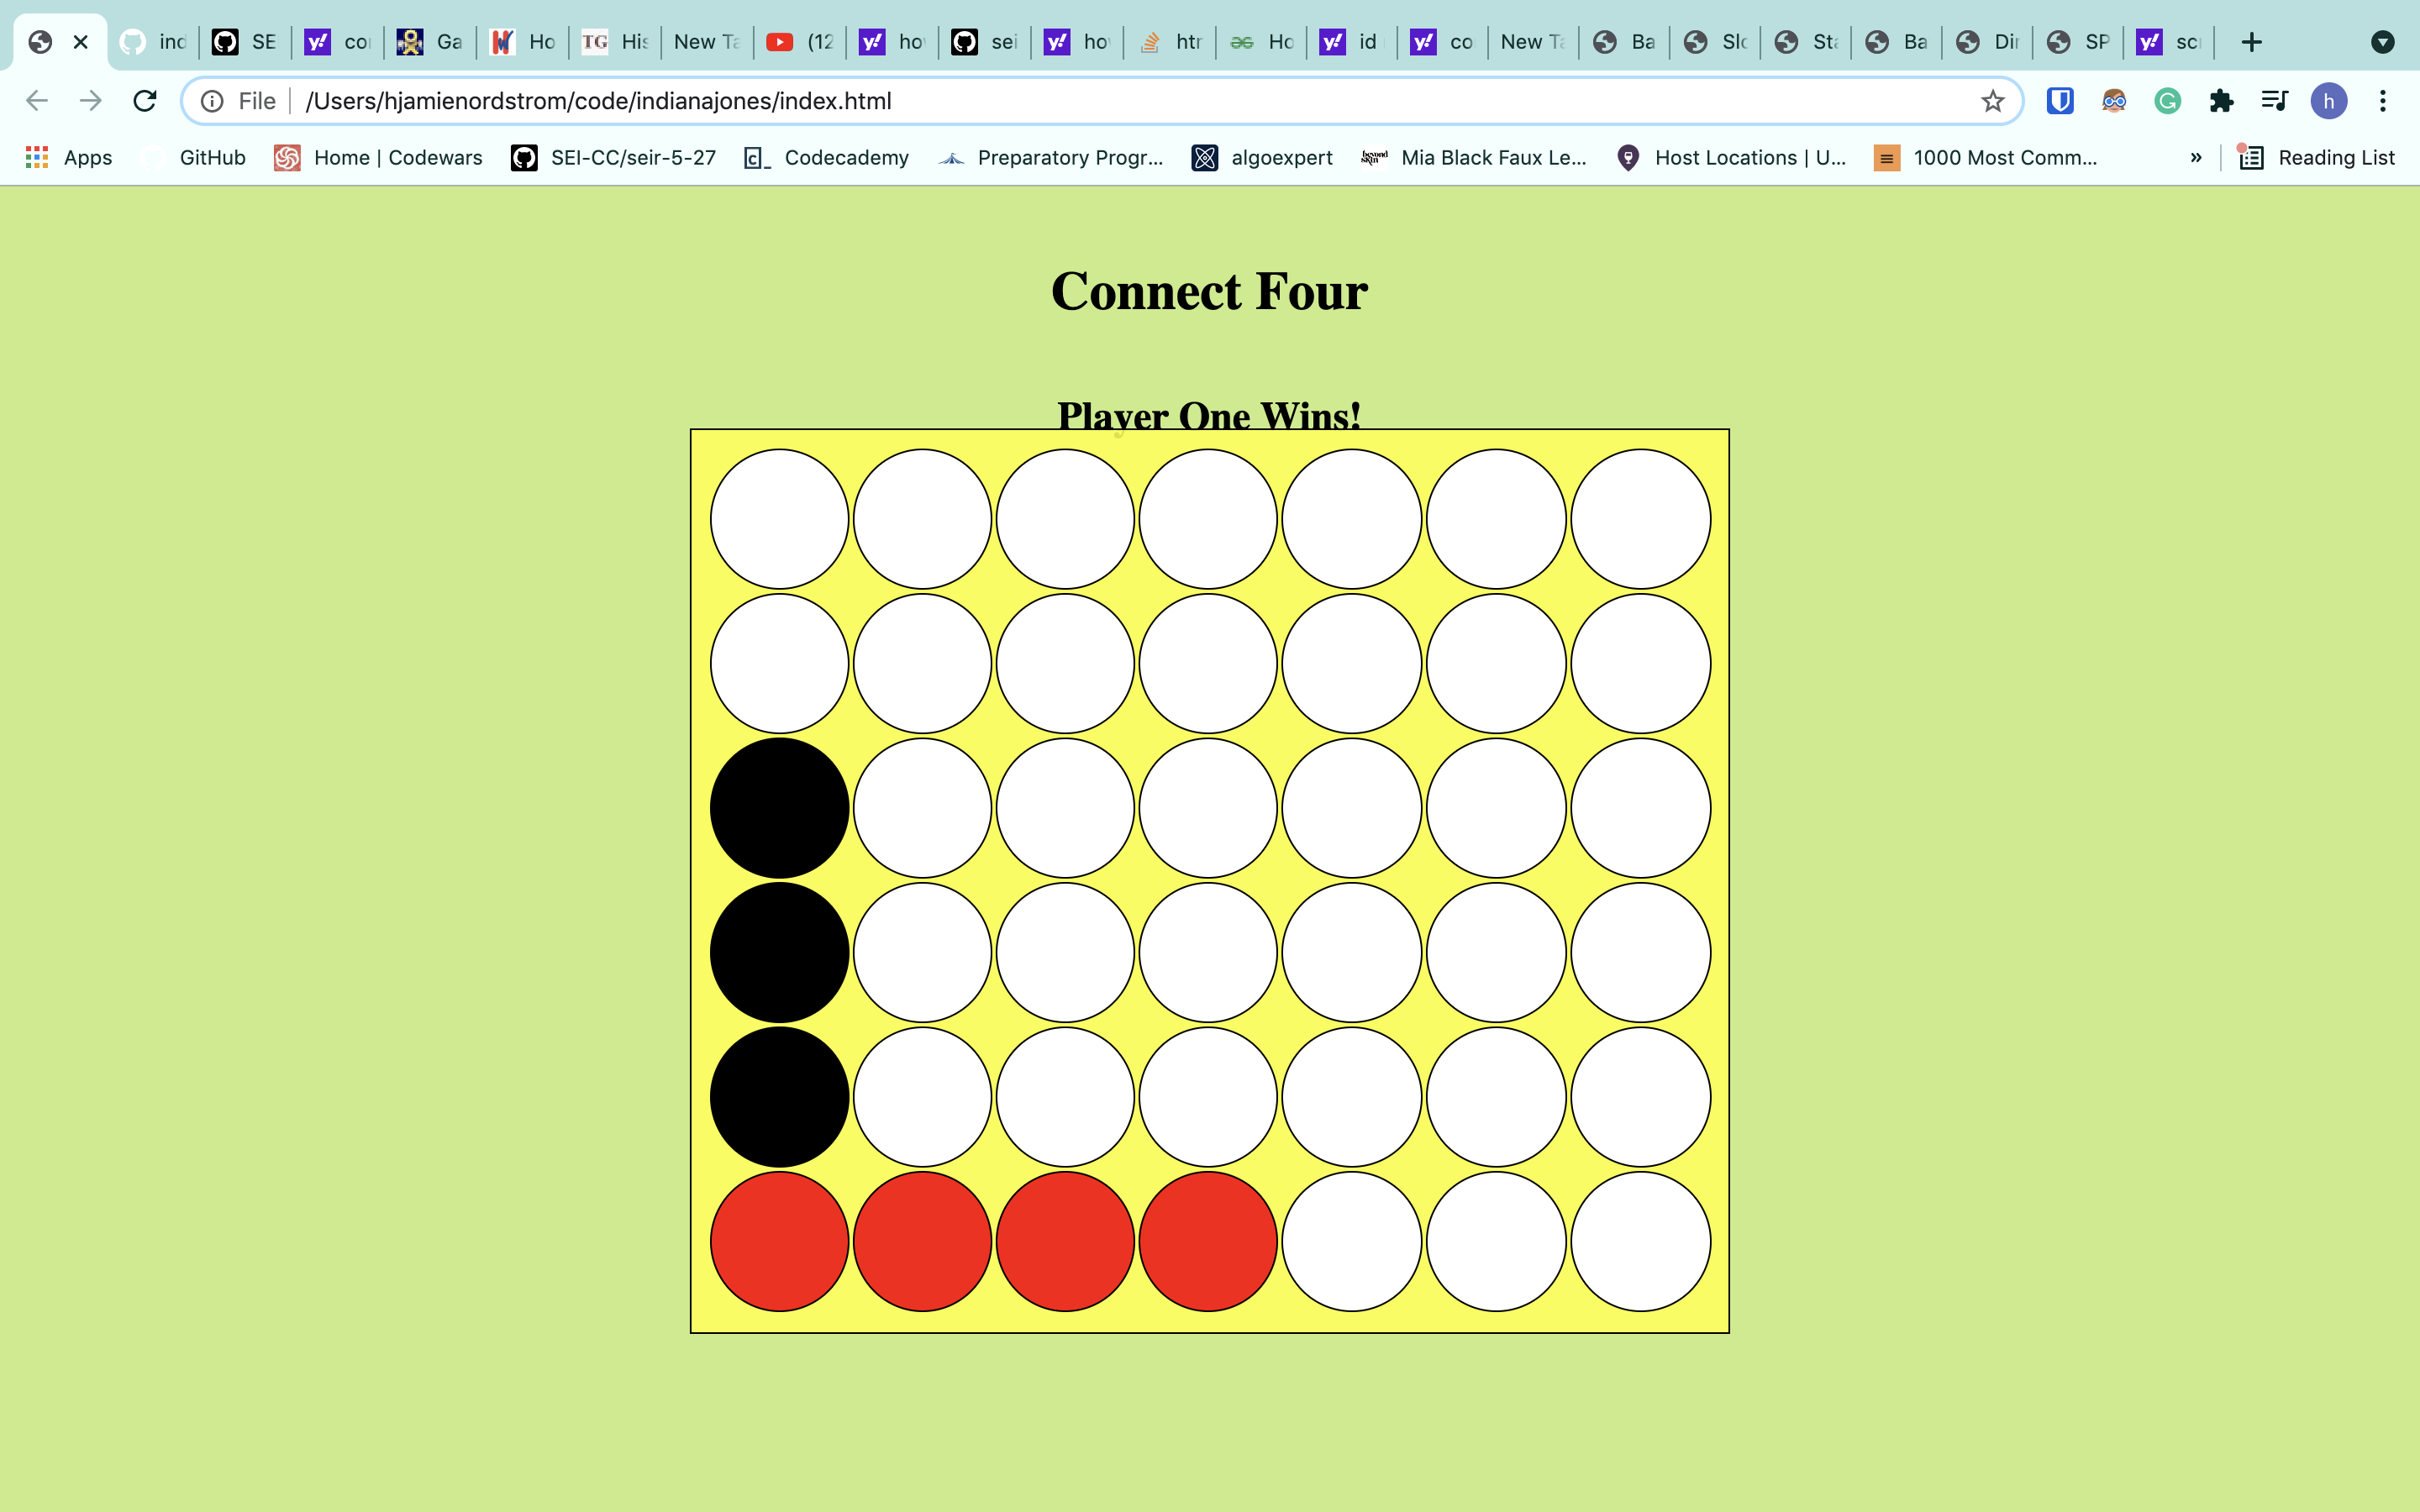 ind SE co Ga Ho TG His New Ta (12 ho sei ho htr Ho id co New Ta Ba Slo Sta Ba Dir SP sc
File /Users/hjamienordstrom/code/indianajones/index.html h
Apps GitHub Home | Codewars SEI-CC/seir-5-27 Codecademy Preparatory Progr... algoexpert Mia Black Faux Le... Host Locations | U... 1000 Most Comm... » Reading List
Connect Four
Player One Wins!